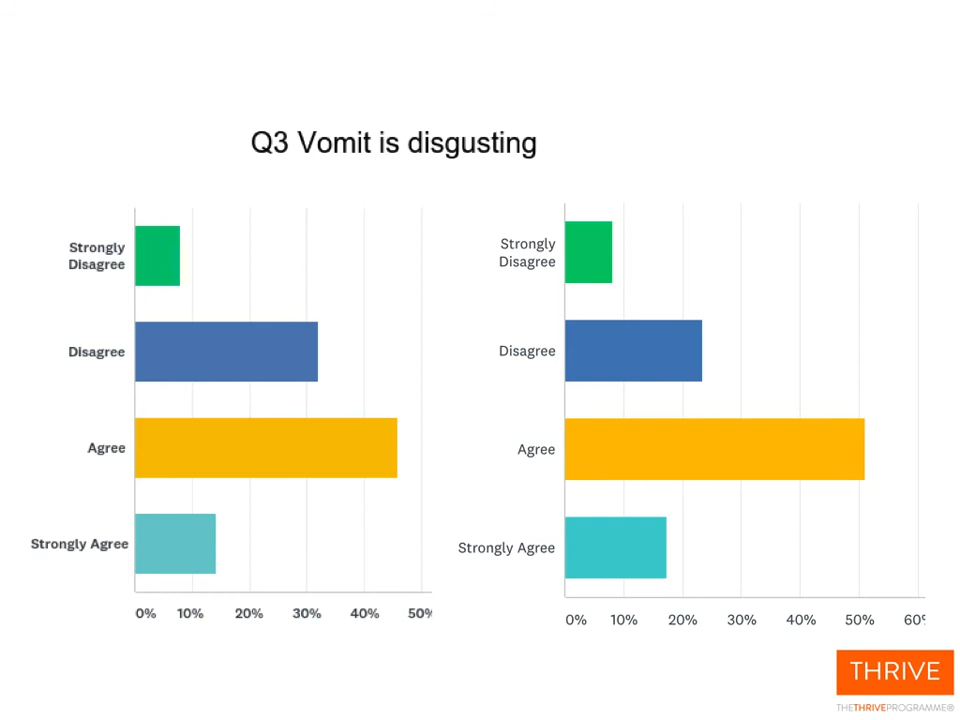 Q3 Vomit is disgusting
Strongly
Disagree
Disagree
Agree
Strongly Agree
0% 10% 20% 30% 40% 50%
Strongly
Disagree
Disagree
Agree
Strongly Agree
0% 10% 20% 30% 40% 50% 60%
THRIVE
THETHRIVEPROGRAMME®